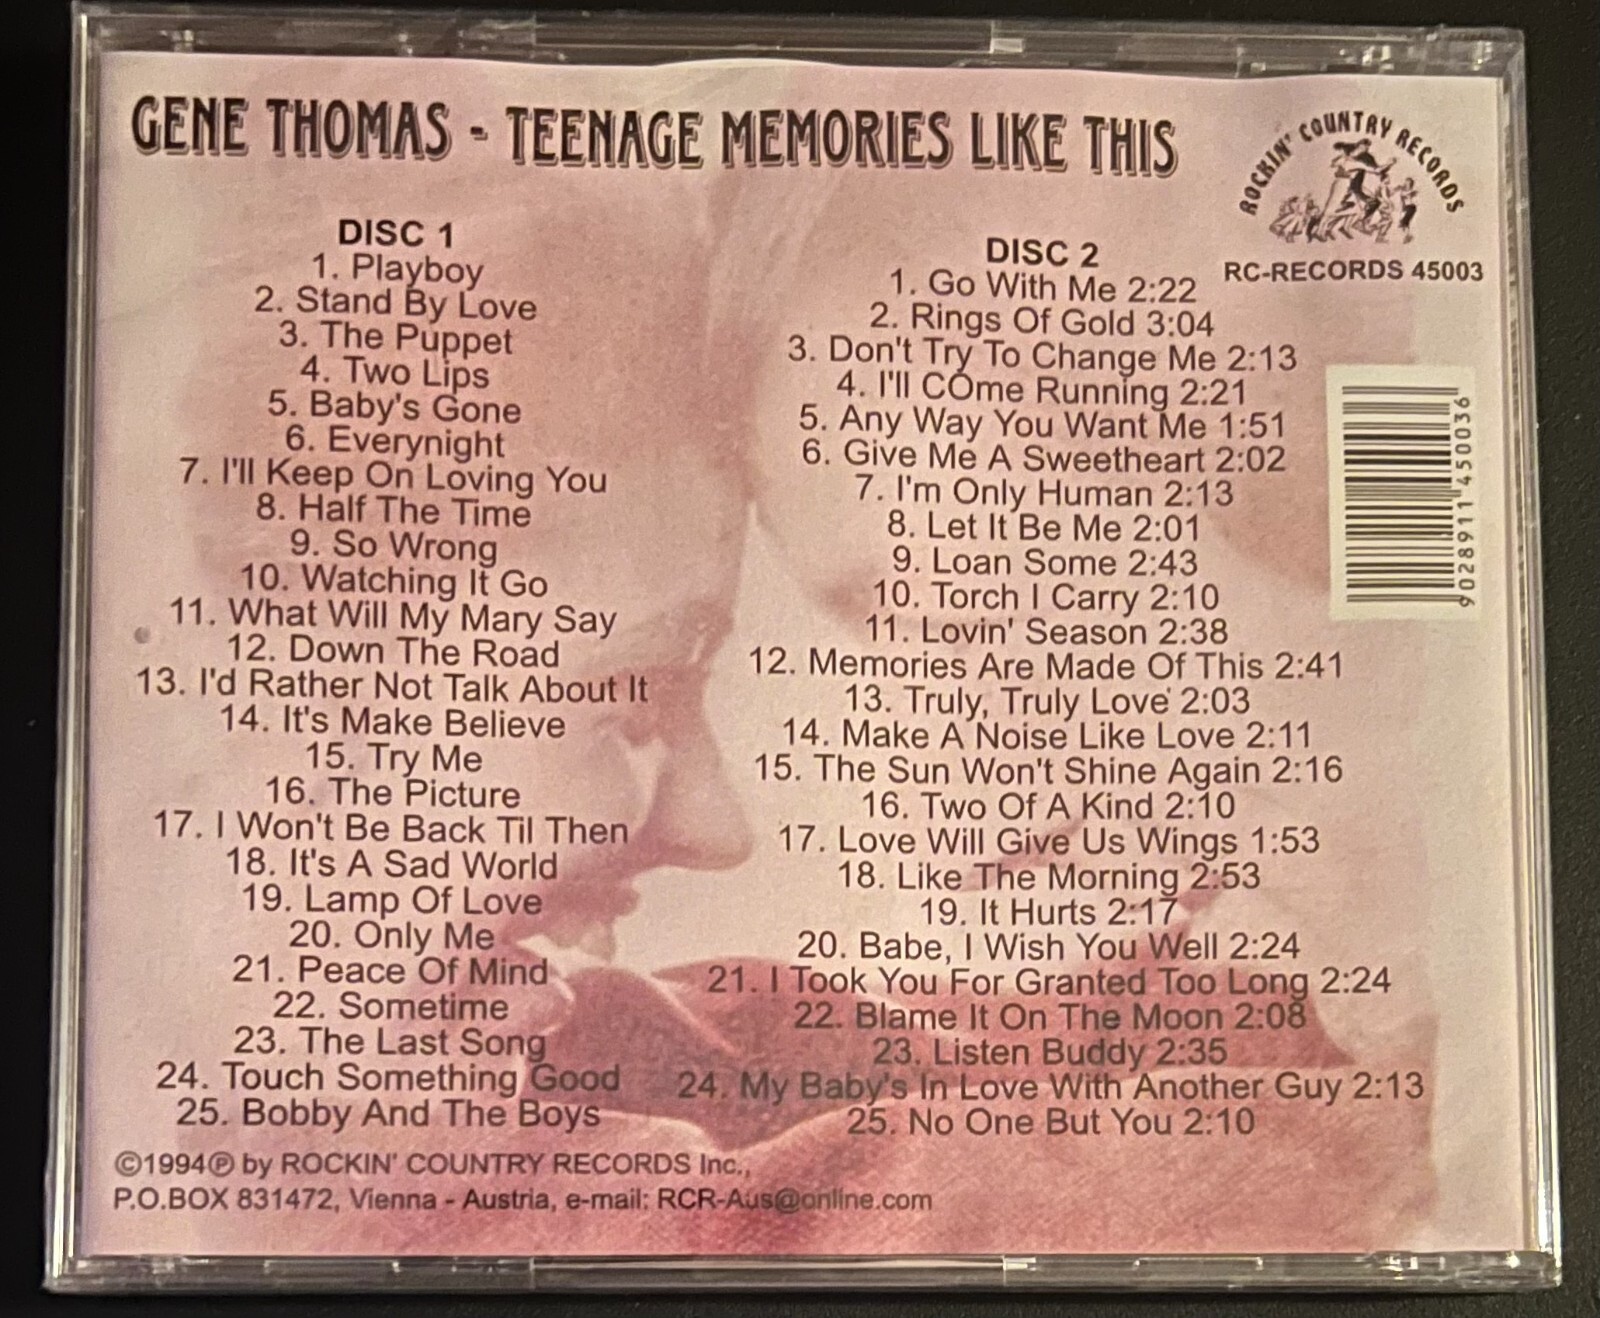 GENE THOMAS - TEENAGE MEMORIES LIKE THIS
ROCKIN' COUNTRY RECORDS
RC-RECORDS 45003
DISC 1
1. Playboy
2. Stand By Love
3. The Puppet
4. Two Lips
5. Baby's Gone
6. Everynight
7. I'll Keep On Loving You
8. Half The Time
9. So Wrong
10. Watching It Go
11. What Will My Mary Say
12. Down The Road
13. I'd Rather Not Talk About It
14. It's Make Believe
15. Try Me
16. The Picture
17. I Won't Be Back Til Then
18. It's A Sad World
19. Lamp Of Love
20. Only Me
21. Peace Of Mind
22. Sometime
23. The Last Song
24. Touch Something Good
25. Bobby And The Boys
DISC 2
1. Go With Me 2:22
2. Rings Of Gold 3:04
3. Don't Try To Change Me 2:13
4. I'll COme Running 2:21
5. Any Way You Want Me 1:51
6. Give Me A Sweetheart 2:02
7. I'm Only Human 2:13
8. Let It Be Me 2:01
9. Loan Some 2:43
10. Torch I Carry 2:10
11. Lovin' Season 2:38
12. Memories Are Made Of This 2:41
13. Truly, Truly Love 2:03
14. Make A Noise Like Love 2:11
15. The Sun Won't Shine Again 2:16
16. Two Of A Kind 2:10
17. Love Will Give Us Wings 1:53
18. Like The Morning 2:53
19. It Hurts 2:17
20. Babe, I Wish You Well 2:24
21. I Took You For Granted Too Long 2:24
22. Blame It On The Moon 2:08
23. Listen Buddy 2:35
24. My Baby's In Love With Another Guy 2:13
25. No One But You 2:10
9 028911 450036
©1994℗ by ROCKIN' COUNTRY RECORDS Inc.,
P.O.BOX 831472, Vienna - Austria, e-mail: RCR-Aus@online.com